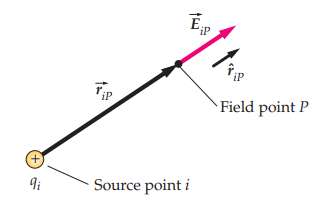 E⃗iP
r⃗iP
r̂iP
Field point P
+
qi
Source point i